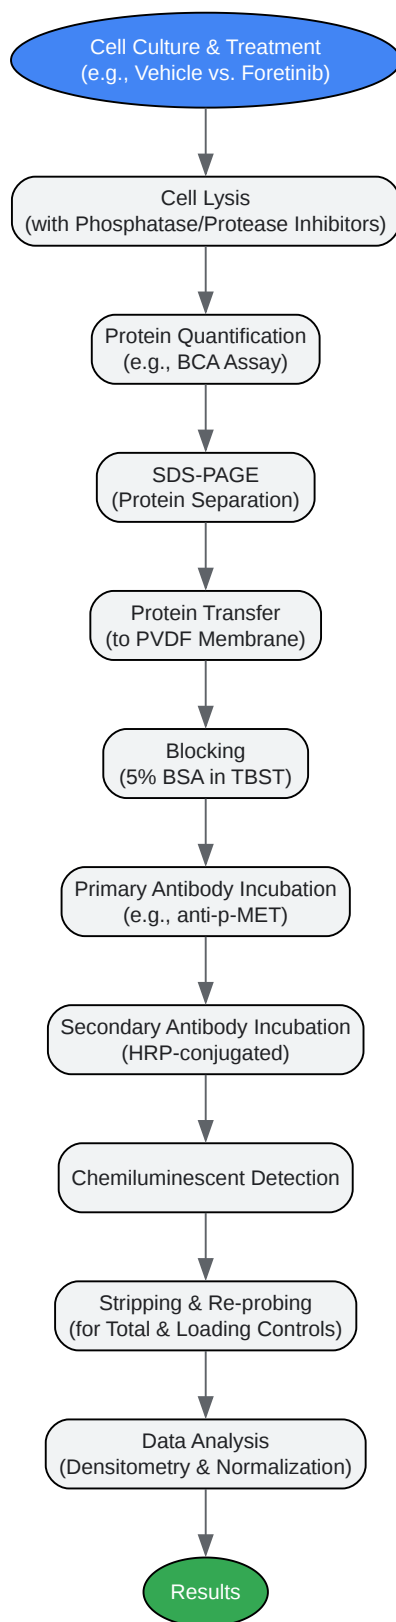 Cell Culture & Treatment
(e.g., Vehicle vs. Foretinib)
Cell Lysis
(with Phosphatase/Protease Inhibitors)
Protein Quantification
(e.g., BCA Assay)
SDS-PAGE
(Protein Separation)
Protein Transfer
(to PVDF Membrane)
Blocking
(5% BSA in TBST)
Primary Antibody Incubation
(e.g., anti-p-MET)
Secondary Antibody Incubation
(HRP-conjugated)
Chemiluminescent Detection
Stripping & Re-probing
(for Total & Loading Controls)
Data Analysis
(Densitometry & Normalization)
Results